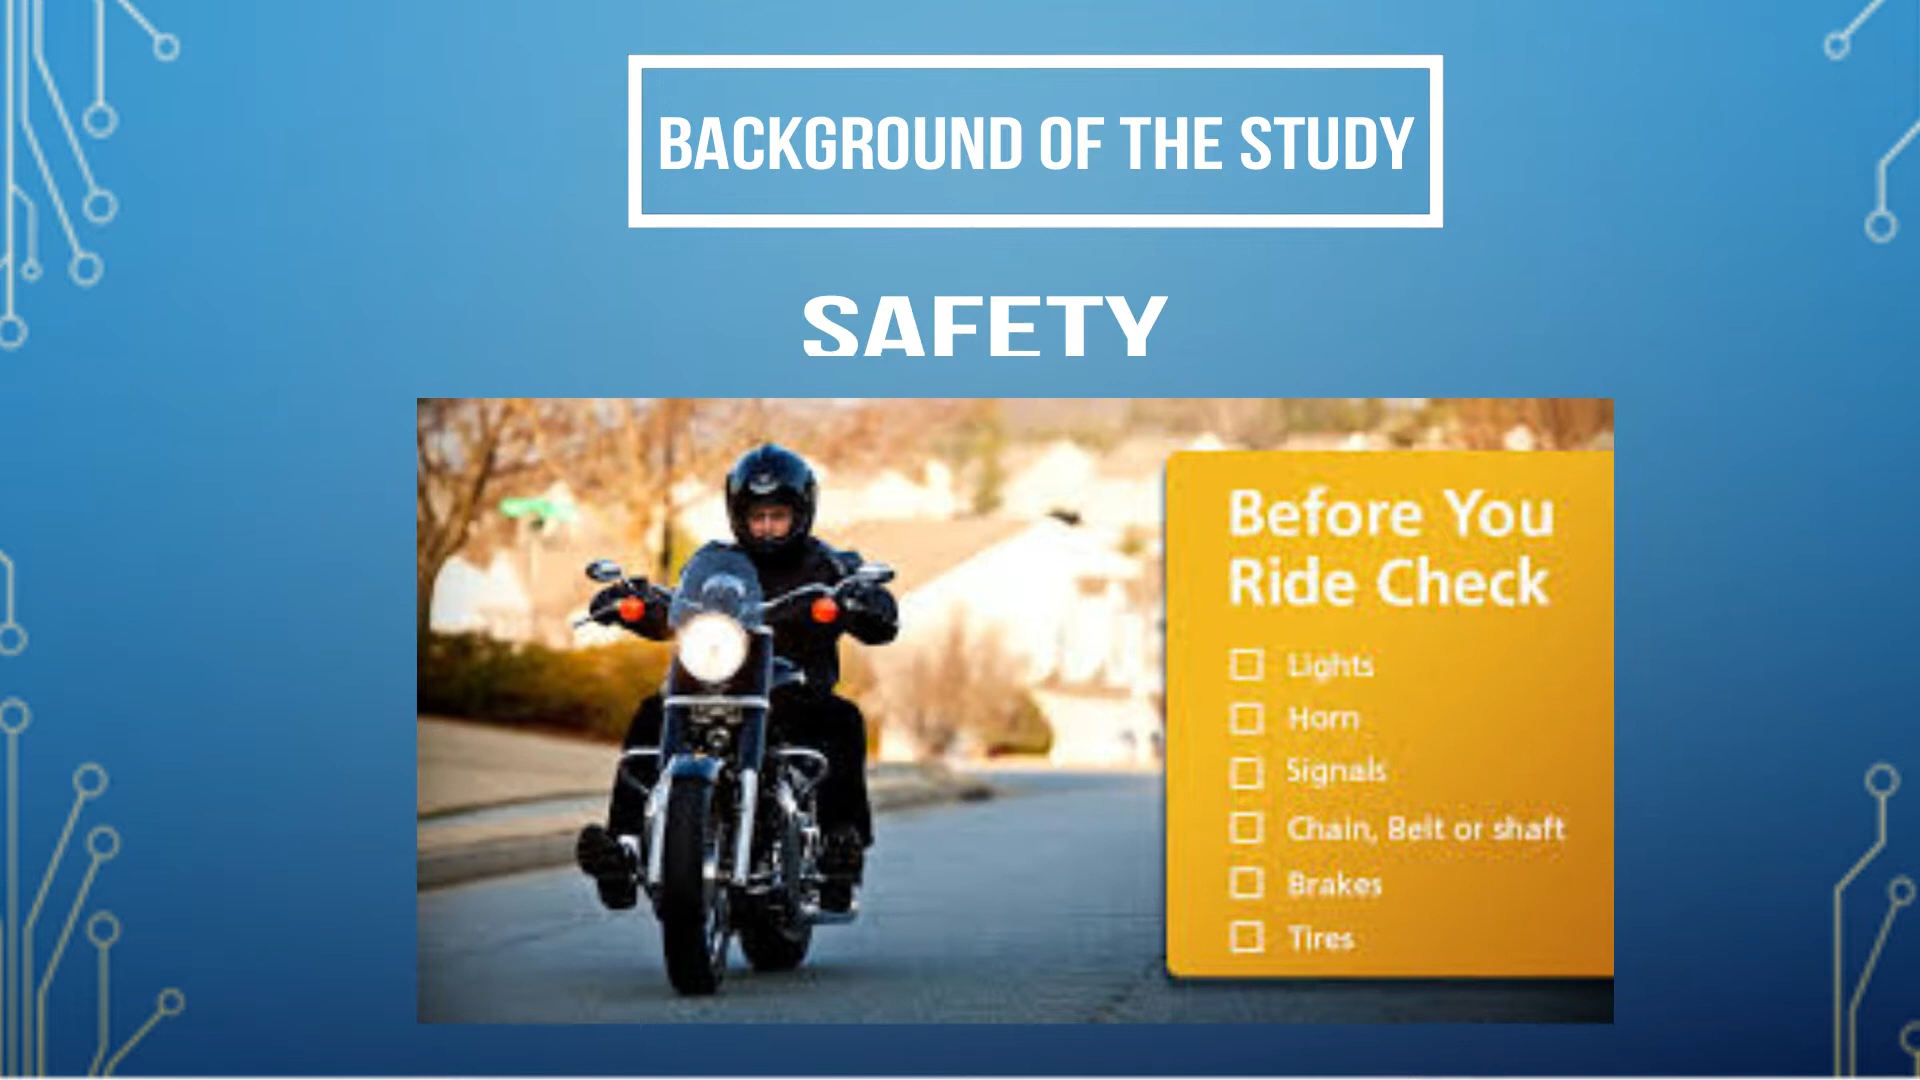 BACKGROUND OF THE STUDY
SAFETY
Before You
Ride Check
Lights
Horn
Signals
Chain, Belt or shaft
Brakes
Tires